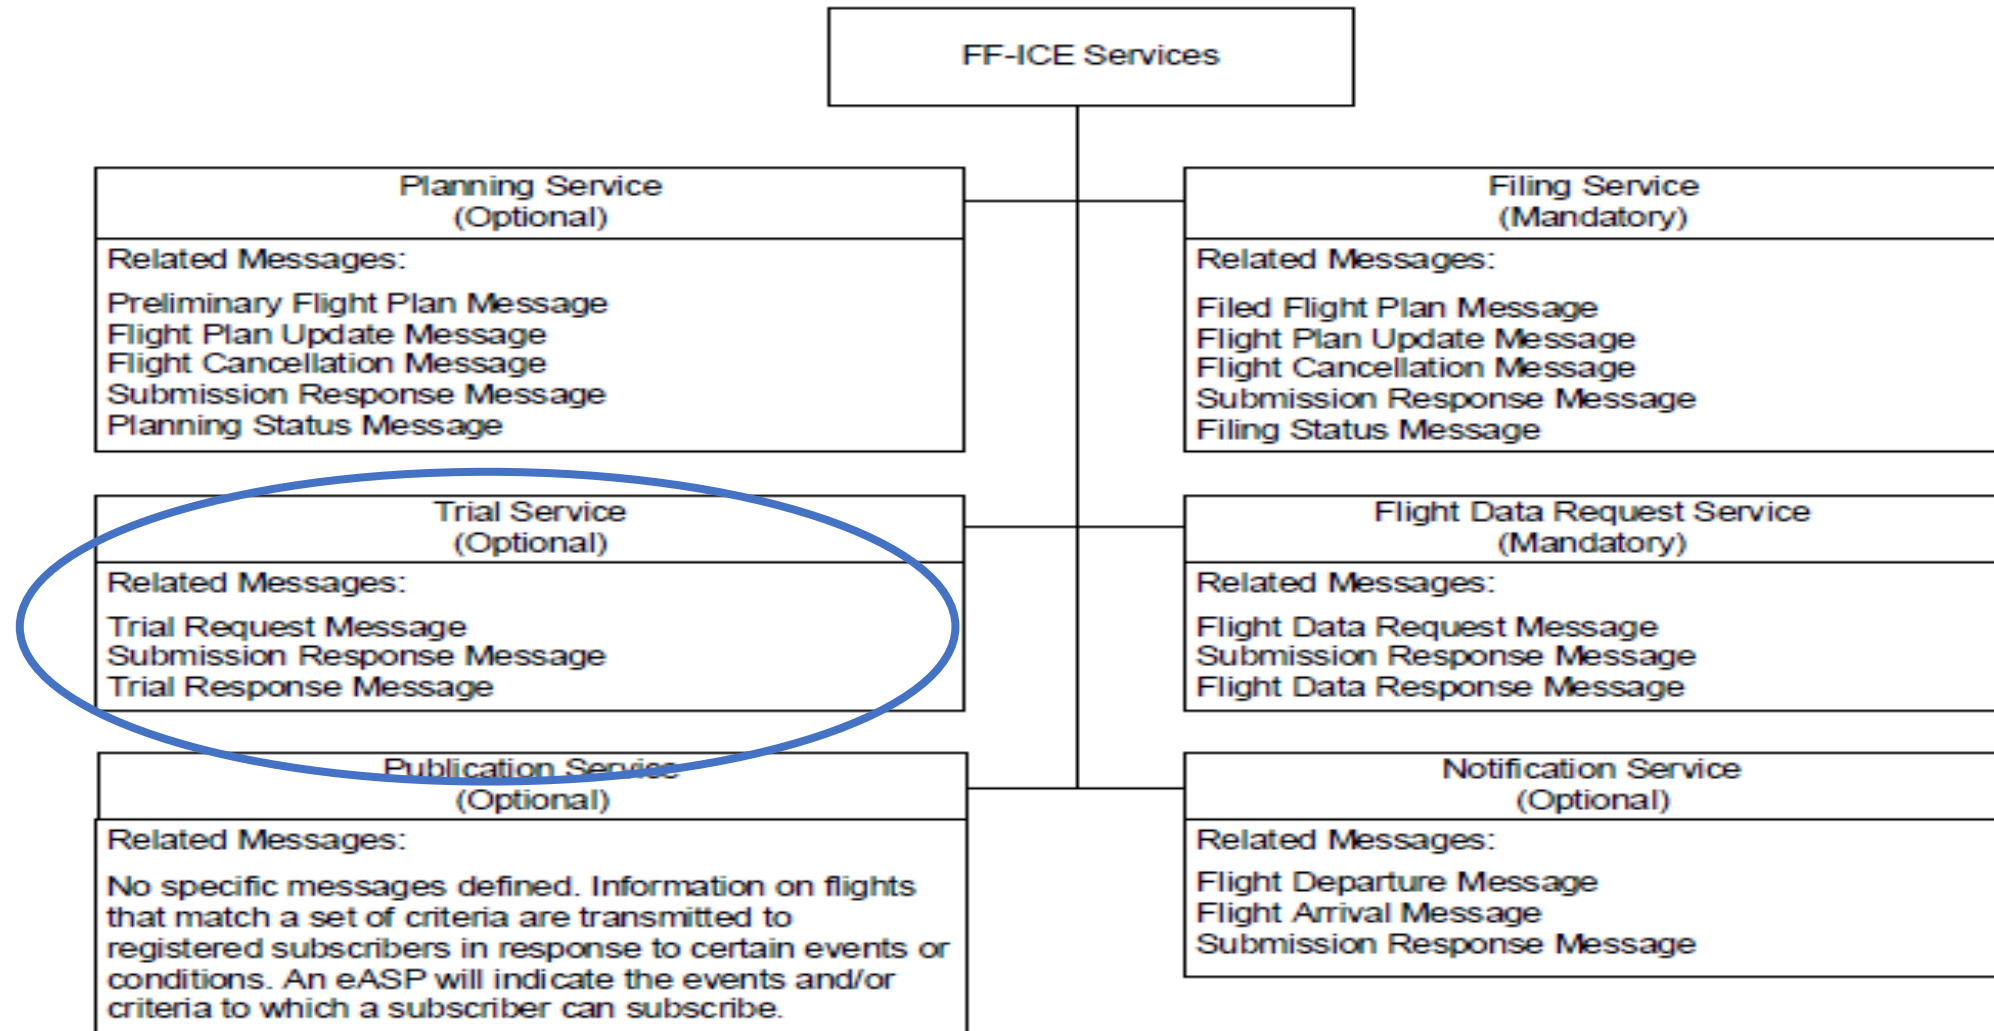 FF-ICE Services
Planning Service
(Optional)
Related Messages:
Preliminary Flight Plan Message
Flight Plan Update Message
Flight Cancellation Message
Submission Response Message
Planning Status Message
Filing Service
(Mandatory)
Related Messages:
Filed Flight Plan Message
Flight Plan Update Message
Flight Cancellation Message
Submission Response Message
Filing Status Message
Trial Service
(Optional)
Related Messages:
Trial Request Message
Submission Response Message
Trial Response Message
Flight Data Request Service
(Mandatory)
Related Messages:
Flight Data Request Message
Submission Response Message
Flight Data Response Message
Publication Service
(Optional)
Related Messages:
No specific messages defined. Information on flights
that match a set of criteria are transmitted to
registered subscribers in response to certain events or
conditions. An eASP will indicate the events and/or
criteria to which a subscriber can subscribe.
Notification Service
(Optional)
Related Messages:
Flight Departure Message
Flight Arrival Message
Submission Response Message